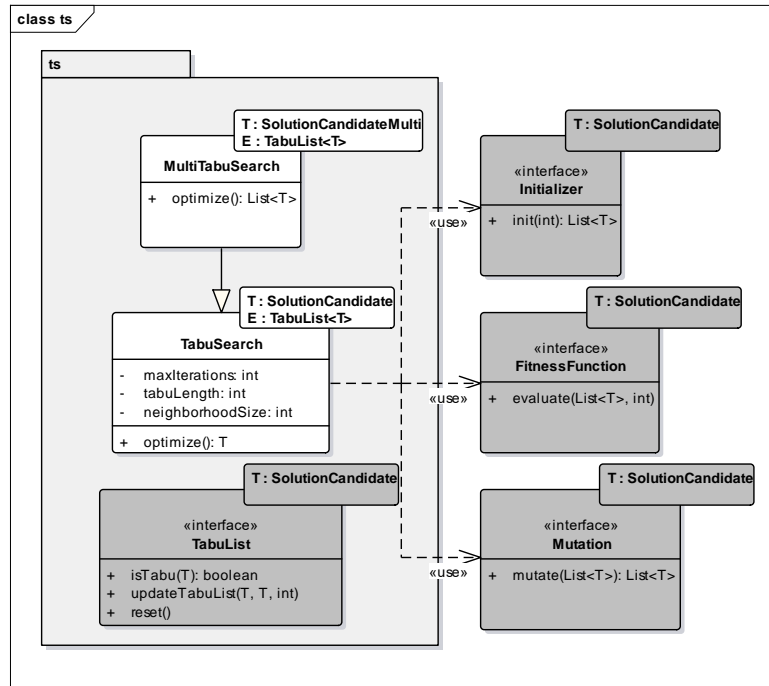 class ts
ts
T : SolutionCandidateMulti
E : TabuList<T>
MultiTabuSearch
+ optimize(): List<T>
T : SolutionCandidate
E : TabuList<T>
TabuSearch
- maxIterations: int
- tabuLength: int
- neighborhoodSize: int
+ optimize(): T
T : SolutionCandidate
«interface»
TabuList
+ isTabu(T): boolean
+ updateTabuList(T, T, int)
+ reset()
T : SolutionCandidate
«interface»
Initializer
+ init(int): List<T>
«use»
T : SolutionCandidate
«interface»
FitnessFunction
+ evaluate(List<T>, int)
«use»
T : SolutionCandidate
«interface»
Mutation
+ mutate(List<T>): List<T>
«use»